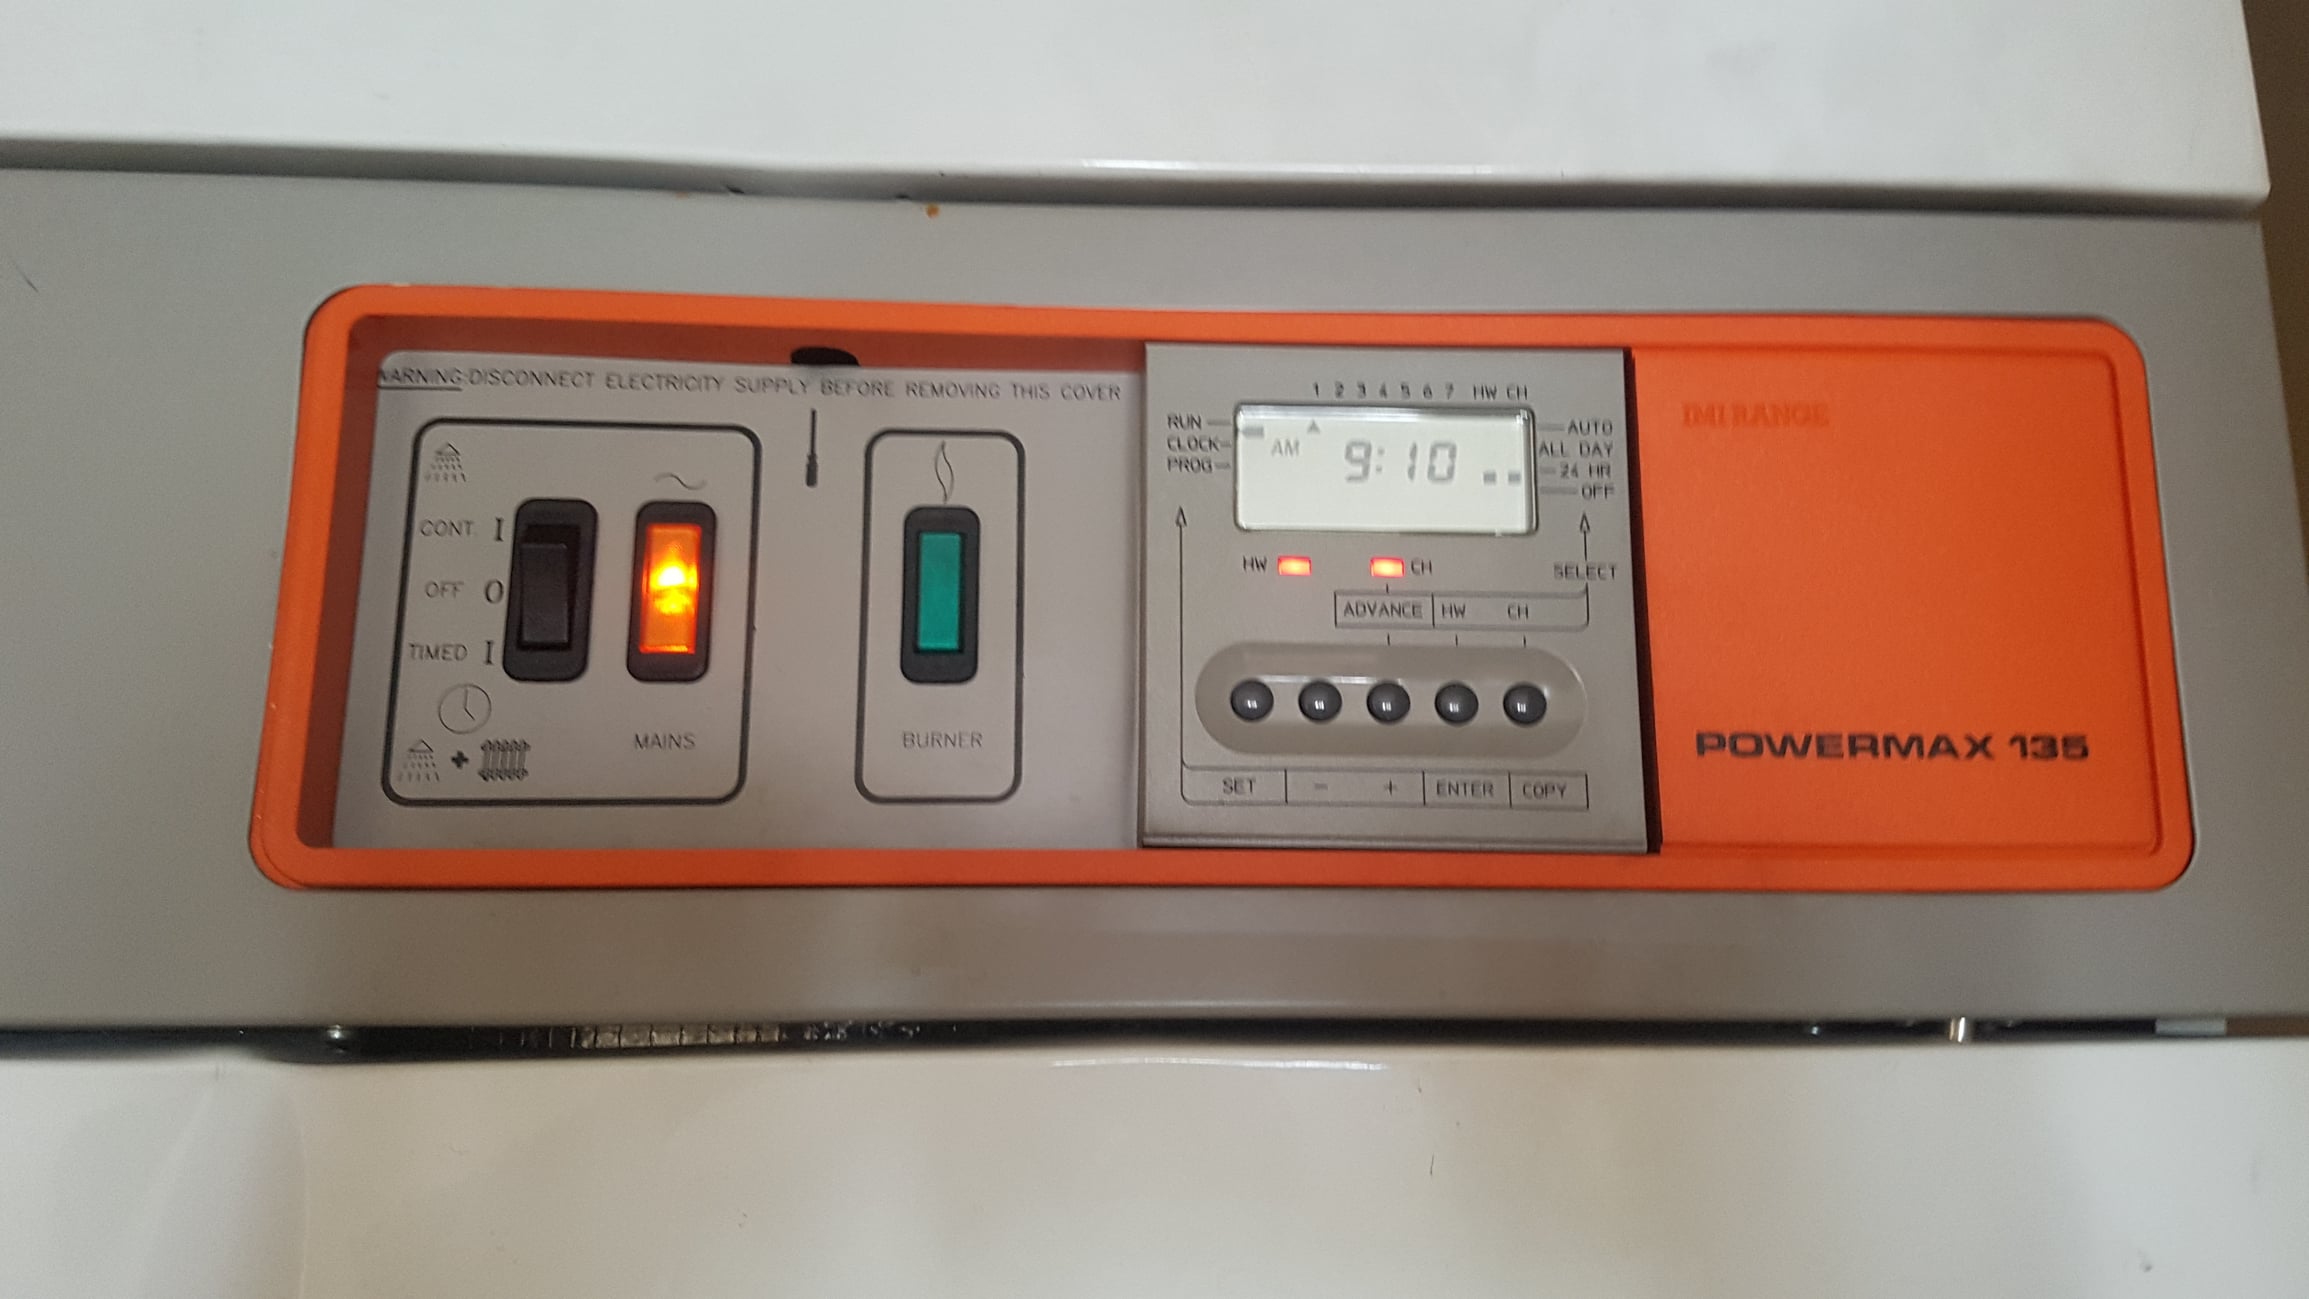 WARNING: DISCONNECT ELECTRICITY SUPPLY BEFORE REMOVING THIS COVER
CONT. I
OFF O
TIMED I
MAINS
BURNER
1 2 3 4 5 6 7 HW CH
RUN
CLOCK
PROG
AM 9:10
AUTO
ALL DAY
24 HR
OFF
HW CH
SELECT
ADVANCE HW CH
SET − + ENTER COPY
IMI RANGE
POWERMAX 135